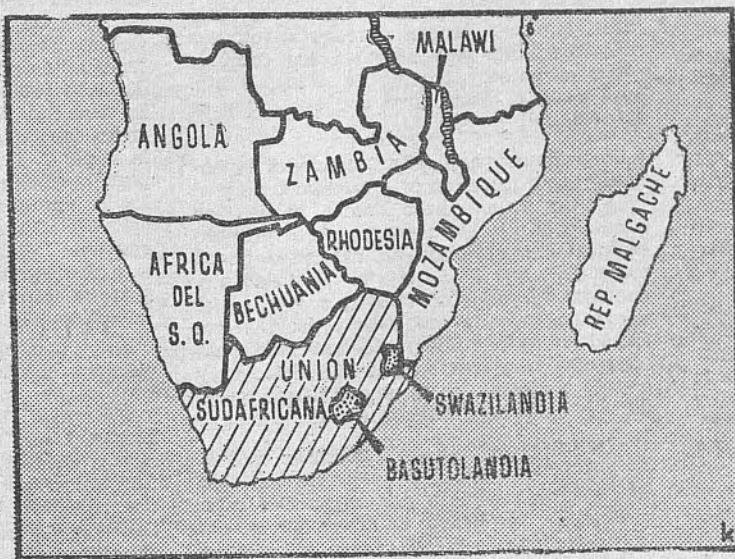 MALAWI
ANGOLA
ZAMBIA
MOZAMBIQUE
REP. MALGACHE
RHODESIA
AFRICA
DEL
S. O.
BECHUANIA
UNION
SUDAFRICANA
SWAZILANDIA
BASUTOLANDIA
k